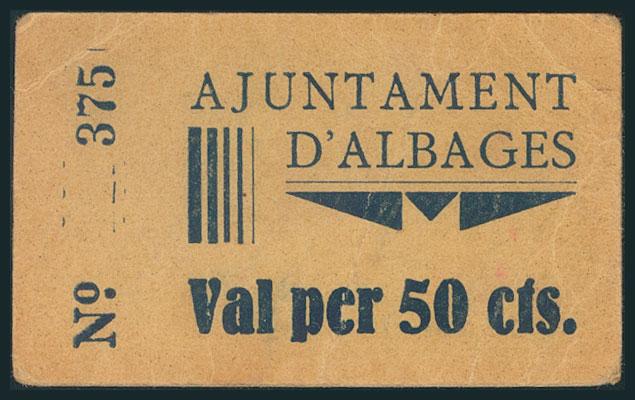 AJUNTAMENT
D'ALBAGES
Val per 50 cts.
Nº 375